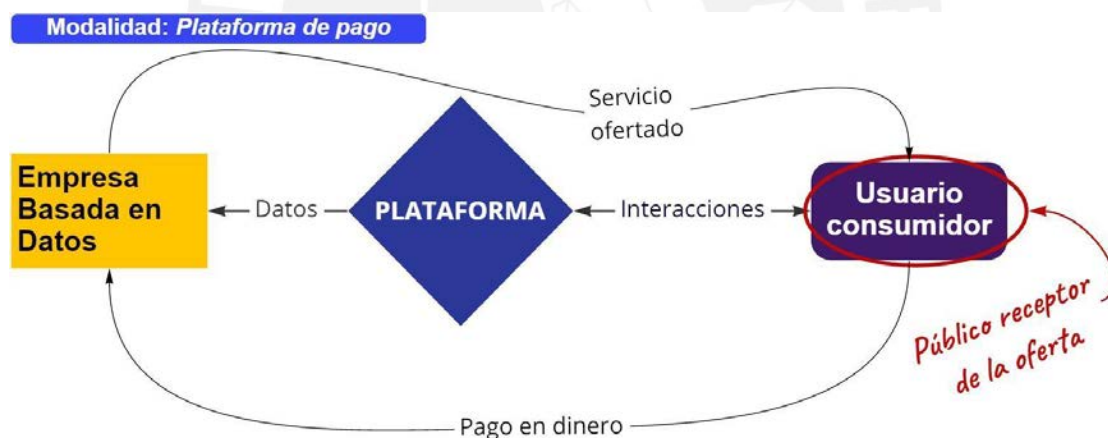 Modalidad: Plataforma de pago
Servicio
ofertado
Empresa
Basada en
Datos
Datos
PLATAFORMA
Interacciones
Usuario
consumidor
Público receptor
de la oferta
Pago en dinero